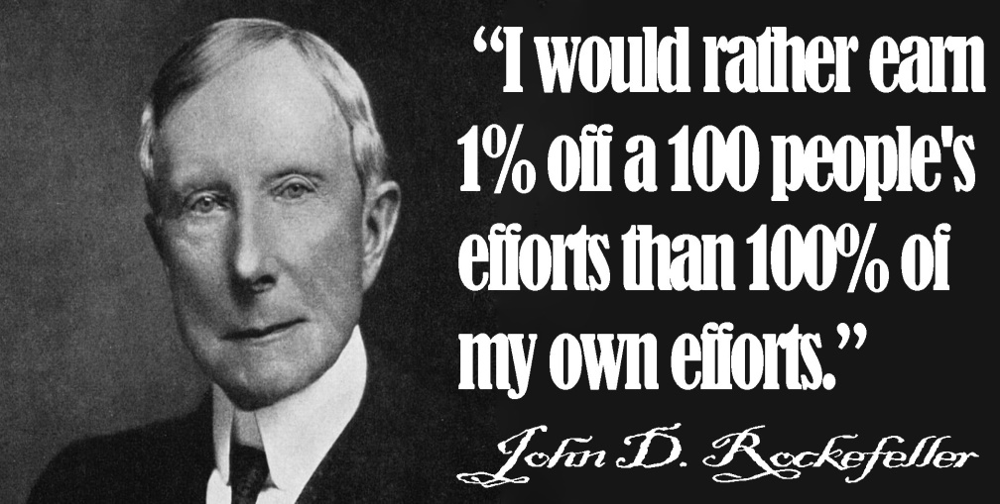 “I would rather earn
1% off a 100 people's
efforts than 100% of
my own efforts.”
John D. Rockefeller